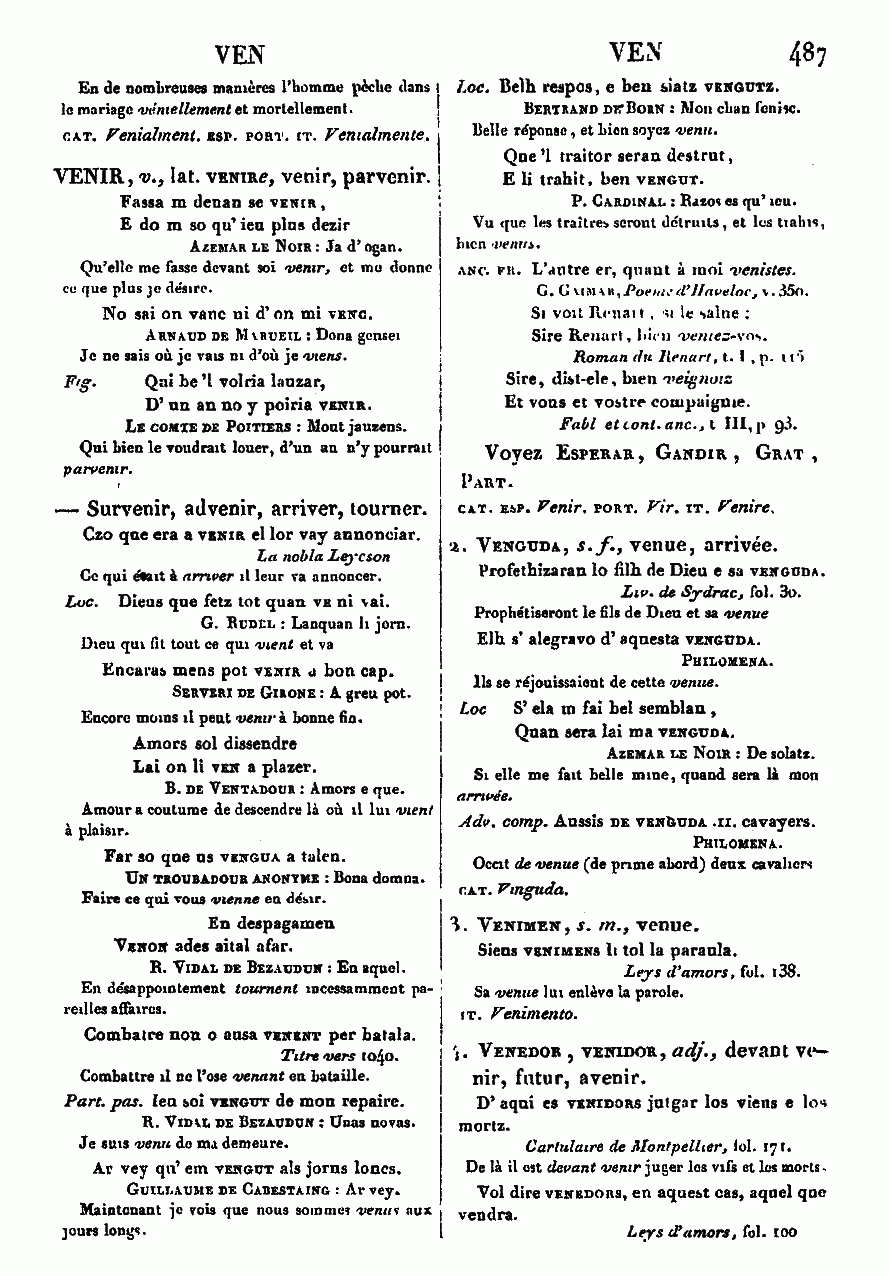 VEN VEN 487
En de nombreuses manières l'homme pèche dans
le mariage véniellement et mortellement.
CAT. Venialment. ESP. PORT. IT. Venialmente.
VENIR, v., lat. VENIRe, venir, parvenir.
Fassa m denan se VENIR,
E do m so qu'ieu plus dezir
AZEMAR LE NOIR : Ja d'ogan.
Qu'elle me fasse devant soi venir, et me donne
ce que plus je désire.
No sai on vanc ni d'on mi VENC.
ARNAUD DE MARUEIL : Dona gensei
Je ne sais où je vais ni d'où je viens.
Fig. Qui be'l volria lauzar,
D'un an no y poiria VENIR.
LE COMTE DE POITIERS : Mout jauzens.
Qui bien le voudrait louer, d'un an n'y pourrait
parvenir.
— Survenir, advenir, arriver, tourner.
Czo que era a VENIR el lor vay annonciar.
La nobla Leyczon
Ce qui était à arriver il leur va annoncer.
Loc. Dieus que fetz tot quan VE ni vai.
G. RUDEL : Lanquan li jorn.
Dieu qui fit tout ce qui vient et va
Encaras mens pot VENIR a bon cap.
SERVERI DE GIRONE : A greu pot.
Encore moins il peut venir à bonne fin.
Amors sol dissendre
Lai on li VEN a plazer.
B. DE VENTADOUR : Amors e que.
Amour a coutume de descendre là où il lui vient
à plaisir.
Far so que us VENGUA a talen.
UN TROUBADOUR ANONYME : Bona domna.
Faire ce qui vous vienne en désir.
En despagamen
VENON ades aital afar.
R. VIDAL DE BEZAUDUN : En aquel.
En désappointement tournent incessamment pa-
reilles affaires.
Combatre non o ausa VENENT per batala.
Titre vers 1040.
Combattre il ne l'ose venant en bataille.
Part. pas. Ieu soi VENGUT de mon repaire.
R. VIDAL DE BEZAUDUN : Unas novas.
Je suis venu de ma demeure.
Ar vey qu'em VENGUT als jorns loncs.
GUILLAUME DE CABESTAING : Ar vey.
Maintenant je vois que nous sommes venus aux
jours longs.
Loc. Belh respos, e ben siatz VENGUTZ.
BERTRAND DE BORN : Mon chan fenisc.
Belle réponse, et bien soyez venu.
Que'l traitor seran destrut,
E li trahit, ben VENGUT.
P. CARDINAL : Razos es qu'ieu.
Vu que les traîtres seront détruits, et les trahis,
bien venus.
ANC. FR. L'autre er, quant à moi venistes.
G. GAIMAR, Poeme d'Haveloc, v. 350.
Si voit Renart, si le salue :
Sire Renart, bien veniez-vos.
Roman du Renart, t. I, p. 115
Sire, dist-ele, bien veignoiz
Et vous et vostre compaignie.
Fabl et cont. anc., t III, p 93.
Voyez ESPERAR, GANDIR, GRAT,
PART.
CAT. ESP. Venir. PORT. Vir. IT. Venire.
2. VENGUDA, s. f., venue, arrivée.
Profethizaran lo filh de Dieu e sa VENGUDA.
Liv. de Sydrac, fol. 30.
Prophétiseront le fils de Dieu et sa venue
Elh s'alegravo d'aquesta VENGUDA.
PHILOMENA.
Ils se réjouissaient de cette venue.
Loc S'ela m fai bel semblan,
Quan sera lai ma VENGUDA.
AZEMAR LE NOIR : De solatz.
Si elle me fait belle mine, quand sera là mon
arrivée.
Adv. comp. Aussis DE VENGUDA .II. cavayers.
PHILOMENA.
Occit de venue (de prime abord) deux cavaliers
CAT. Vinguda.
3. VENIMEN, s. m., venue.
Siens VENIMENS li tol la paraula.
Leys d'amors, fol. 138.
Sa venue lui enlève la parole.
IT. Venimento.
4. VENEDOR, VENIDOR, adj., devant ve-
nir, futur, avenir.
D'aqui es VENIDORS jutgar los viens e los
mortz.
Cartulaire de Montpellier, fol. 171.
De là il est devant venir juger les vifs et les morts.
Vol dire VENEDORS, en aquest cas, aquel que
vendra.
Leys d'amors, fol. 100